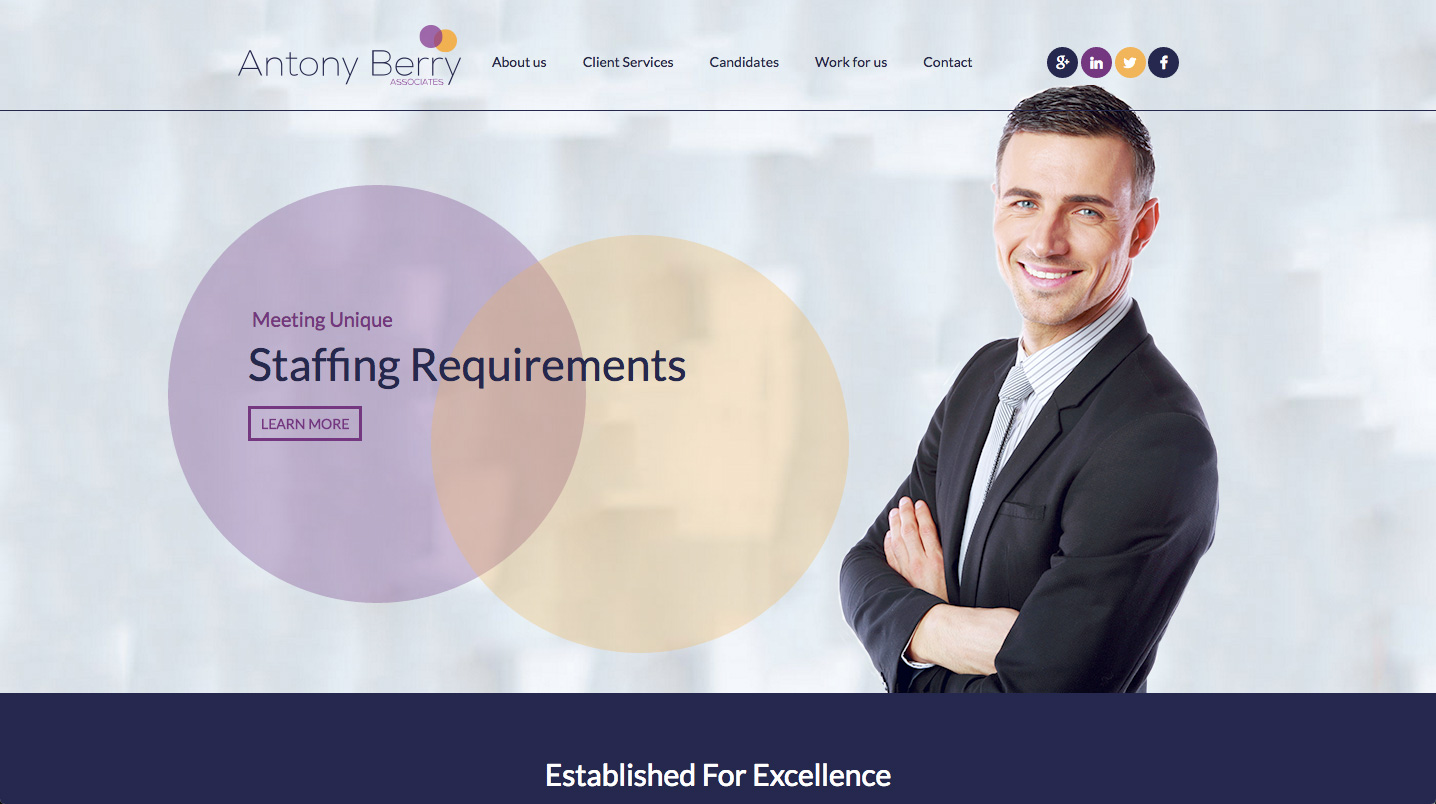 Antony Berry
ASSOCIATES
About us
Client Services
Candidates
Work for us
Contact
Meeting Unique
Staffing Requirements
LEARN MORE
Established For Excellence